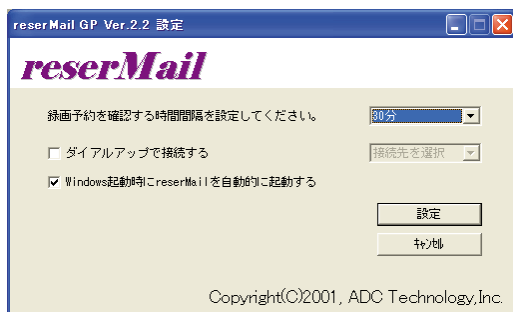 reserMail GP Ver.2.2 設定
reserMail
録画予約を確認する時間間隔を設定してください。
30分
ダイアルアップで接続する
接続先を選択
Windows起動時にreserMailを自動的に起動する
設定
ｷｬﾝｾﾙ
Copyright(C)2001, ADC Technology,Inc.